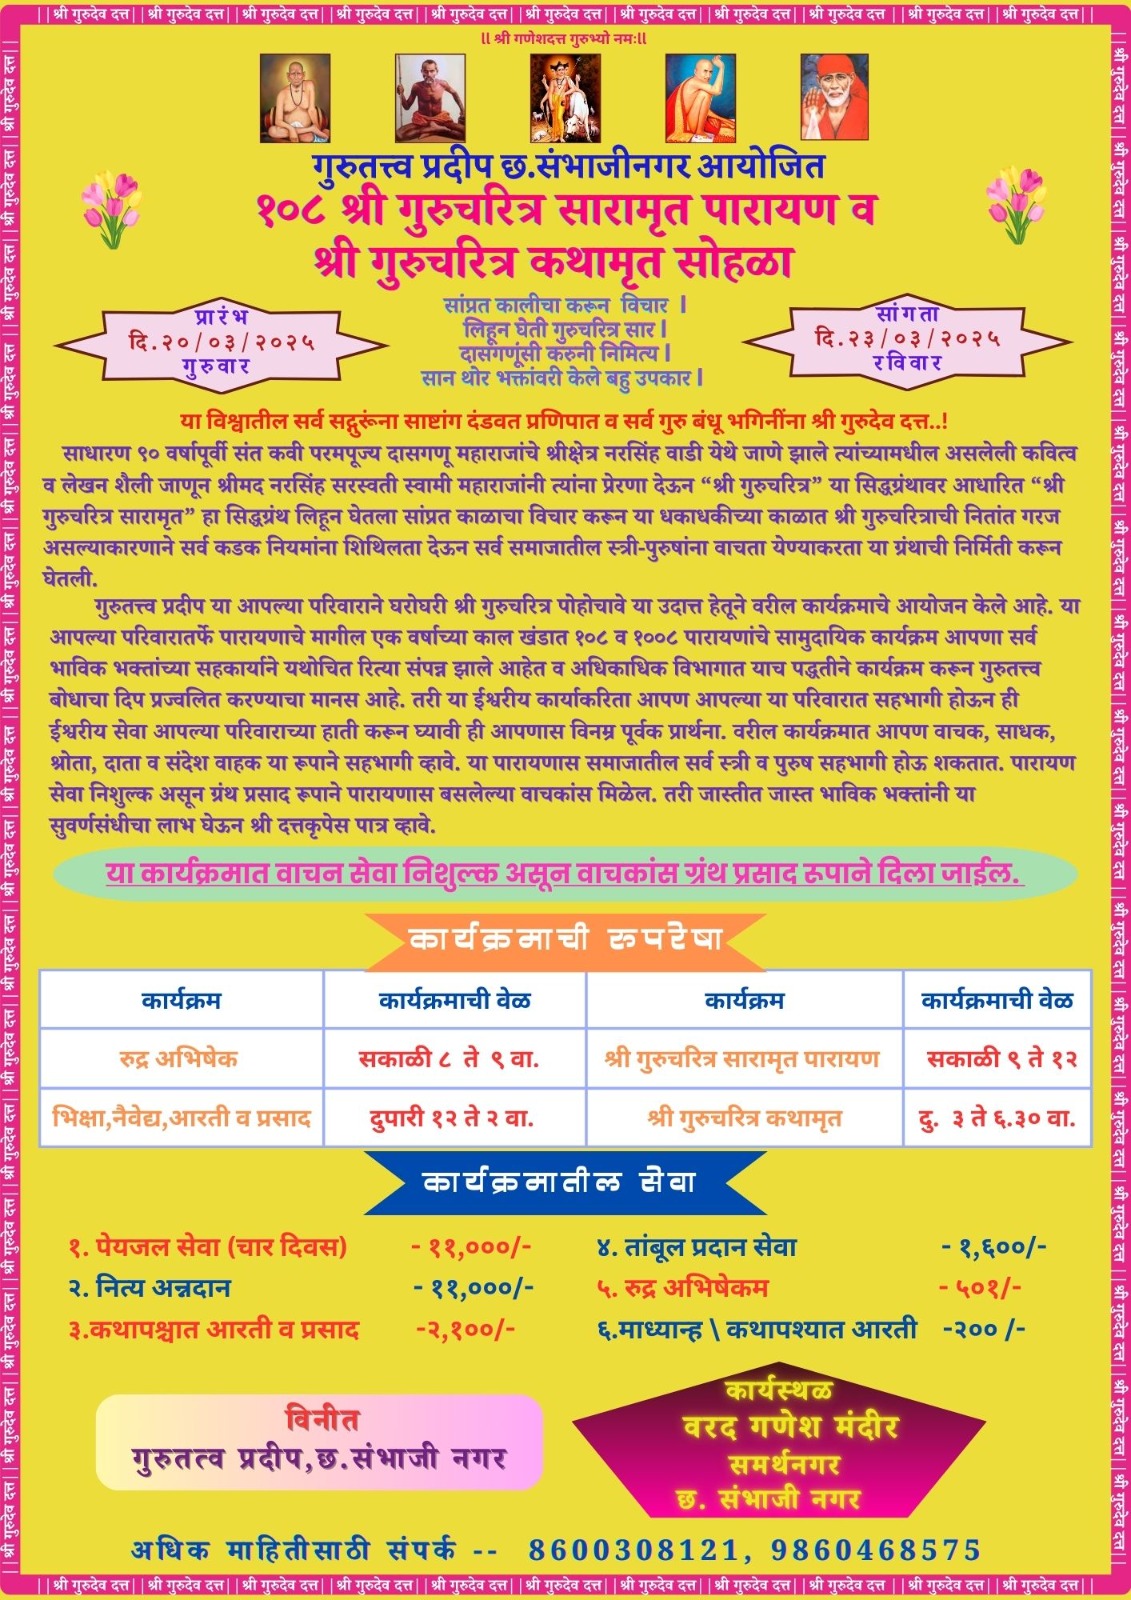 ||श्री गुरुदेव दत्त||श्री गुरुदेव दत्त||श्री गुरुदेव दत्त||श्री गुरुदेव दत्त||श्री गुरुदेव दत्त||श्री गुरुदेव दत्त||श्री गुरुदेव दत्त||श्री गुरुदेव दत्त||श्री गुरुदेव दत्त||श्री गुरुदेव दत्त||श्री गुरुदेव दत्त||
ll श्री गणेशदत्त गुरुभ्यो नमःll
गुरुतत्त्व प्रदीप छ.संभाजीनगर आयोजित
१०८ श्री गुरुचरित्र सारामृत पारायण व
श्री गुरुचरित्र कथामृत सोहळा
प्रारंभ
दि.२०/०३/२०२५
गुरुवार
सांप्रत कालीचा करून विचार ।
लिहून घेती गुरुचरित्र सार।
दासगणूंसी करुनी निमित्य।
सान थोर भक्तांवरी केले बहु उपकार।
सांगता
दि.२३/०३/२०२५
रविवार
या विश्वातील सर्व सद्गुरूंना साष्टांग दंडवत प्रणिपात व सर्व गुरु बंधू भगिनींना श्री गुरुदेव दत्त..!
साधारण ९० वर्षापूर्वी संत कवी परमपूज्य दासगणू महाराजांचे श्रीक्षेत्र नरसिंह वाडी येथे जाणे झाले त्यांच्यामधील असलेली कवित्व
व लेखन शैली जाणून श्रीमद नरसिंह सरस्वती स्वामी महाराजांनी त्यांना प्रेरणा देऊन “श्री गुरुचरित्र” या सिद्धग्रंथावर आधारित “श्री
गुरुचरित्र सारामृत” हा सिद्धग्रंथ लिहून घेतला सांप्रत काळाचा विचार करून या धकाधकीच्या काळात श्री गुरुचरित्राची नितांत गरज
असल्याकारणाने सर्व कडक नियमांना शिथिलता देऊन सर्व समाजातील स्त्री-पुरुषांना वाचता येण्याकरता या ग्रंथाची निर्मिती करून
घेतली.
गुरुतत्त्व प्रदीप या आपल्या परिवाराने घरोघरी श्री गुरुचरित्र पोहोचावे या उदात्त हेतूने वरील कार्यक्रमाचे आयोजन केले आहे. या
आपल्या परिवारातर्फे पारायणाचे मागील एक वर्षाच्या काल खंडात १०८ व १००८ पारायणांचे सामुदायिक कार्यक्रम आपणा सर्व
भाविक भक्तांच्या सहकार्याने यथोचित रित्या संपन्न झाले आहेत व अधिकाधिक विभागात याच पद्धतीने कार्यक्रम करून गुरुतत्त्व
बोधाचा दिप प्रज्वलित करण्याचा मानस आहे. तरी या ईश्वरीय कार्याकरिता आपण आपल्या या परिवारात सहभागी होऊन ही
ईश्वरीय सेवा आपल्या परिवाराच्या हाती करून घ्यावी ही आपणास विनम्र पूर्वक प्रार्थना. वरील कार्यक्रमात आपण वाचक, साधक,
श्रोता, दाता व संदेश वाहक या रूपाने सहभागी व्हावे. या पारायणास समाजातील सर्व स्त्री व पुरुष सहभागी होऊ शकतात. पारायण
सेवा निशुल्क असून ग्रंथ प्रसाद रूपाने पारायणास बसलेल्या वाचकांस मिळेल. तरी जास्तीत जास्त भाविक भक्तांनी या
सुवर्णसंधीचा लाभ घेऊन श्री दत्तकृपेस पात्र व्हावे.
या कार्यक्रमात वाचन सेवा निशुल्क असून वाचकांस ग्रंथ प्रसाद रूपाने दिला जाईल.
कार्यक्रमाची रुपरेषा
कार्यक्रम कार्यक्रमाची वेळ कार्यक्रम कार्यक्रमाची वेळ
रुद्र अभिषेक सकाळी ८ ते ९ वा. श्री गुरुचरित्र सारामृत पारायण सकाळी ९ ते १२
भिक्षा,नैवेद्य,आरती व प्रसाद दुपारी १२ ते २ वा. श्री गुरुचरित्र कथामृत दु. ३ ते ६.३० वा.
कार्यक्रमातील सेवा
१. पेयजल सेवा (चार दिवस) - ११,०००/- ४. तांबूल प्रदान सेवा - १,६००/-
२. नित्य अन्नदान - ११,०००/- ५. रुद्र अभिषेकम - ५०१/-
३.कथापश्चात आरती व प्रसाद -२,१००/- ६.माध्यान्ह \ कथापश्यात आरती -२०० /-
विनीत
गुरुतत्व प्रदीप,छ.संभाजी नगर
कार्यस्थळ
वरद गणेश मंदीर
समर्थनगर
छ. संभाजी नगर
अधिक माहितीसाठी संपर्क -- 8600308121, 9860468575
||श्री गुरुदेव दत्त||श्री गुरुदेव दत्त||श्री गुरुदेव दत्त||श्री गुरुदेव दत्त||श्री गुरुदेव दत्त||श्री गुरुदेव दत्त||श्री गुरुदेव दत्त||श्री गुरुदेव दत्त||श्री गुरुदेव दत्त||श्री गुरुदेव दत्त||श्री गुरुदेव दत्त||